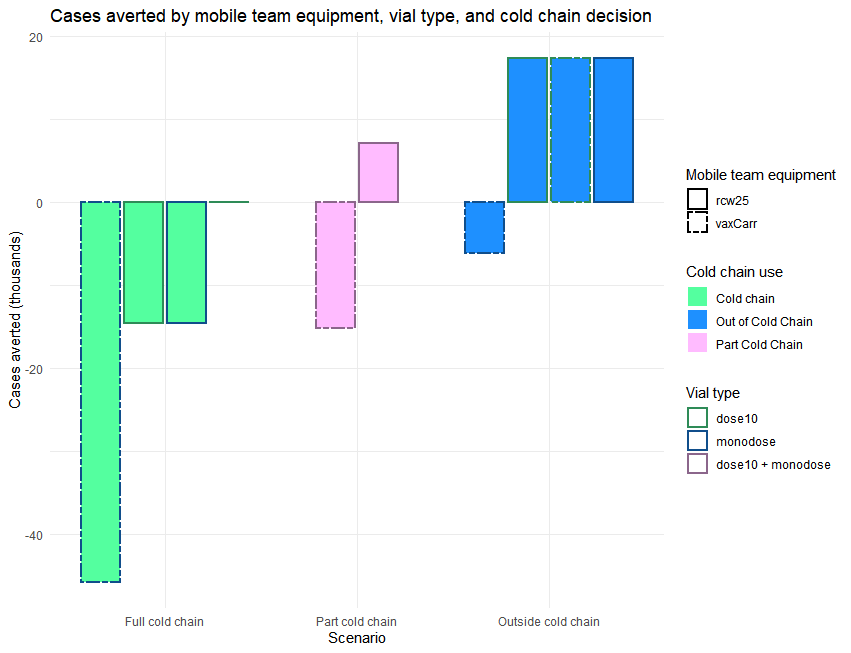 Cases averted by mobile team equipment, vial type, and cold chain decision
20
0
-20
-40
Cases averted (thousands)
Full cold chain
Part cold chain
Outside cold chain
Scenario
Mobile team equipment
rcw25
vaxCarr
Cold chain use
Cold chain
Out of Cold Chain
Part Cold Chain
Vial type
dose10
monodose
dose10 + monodose